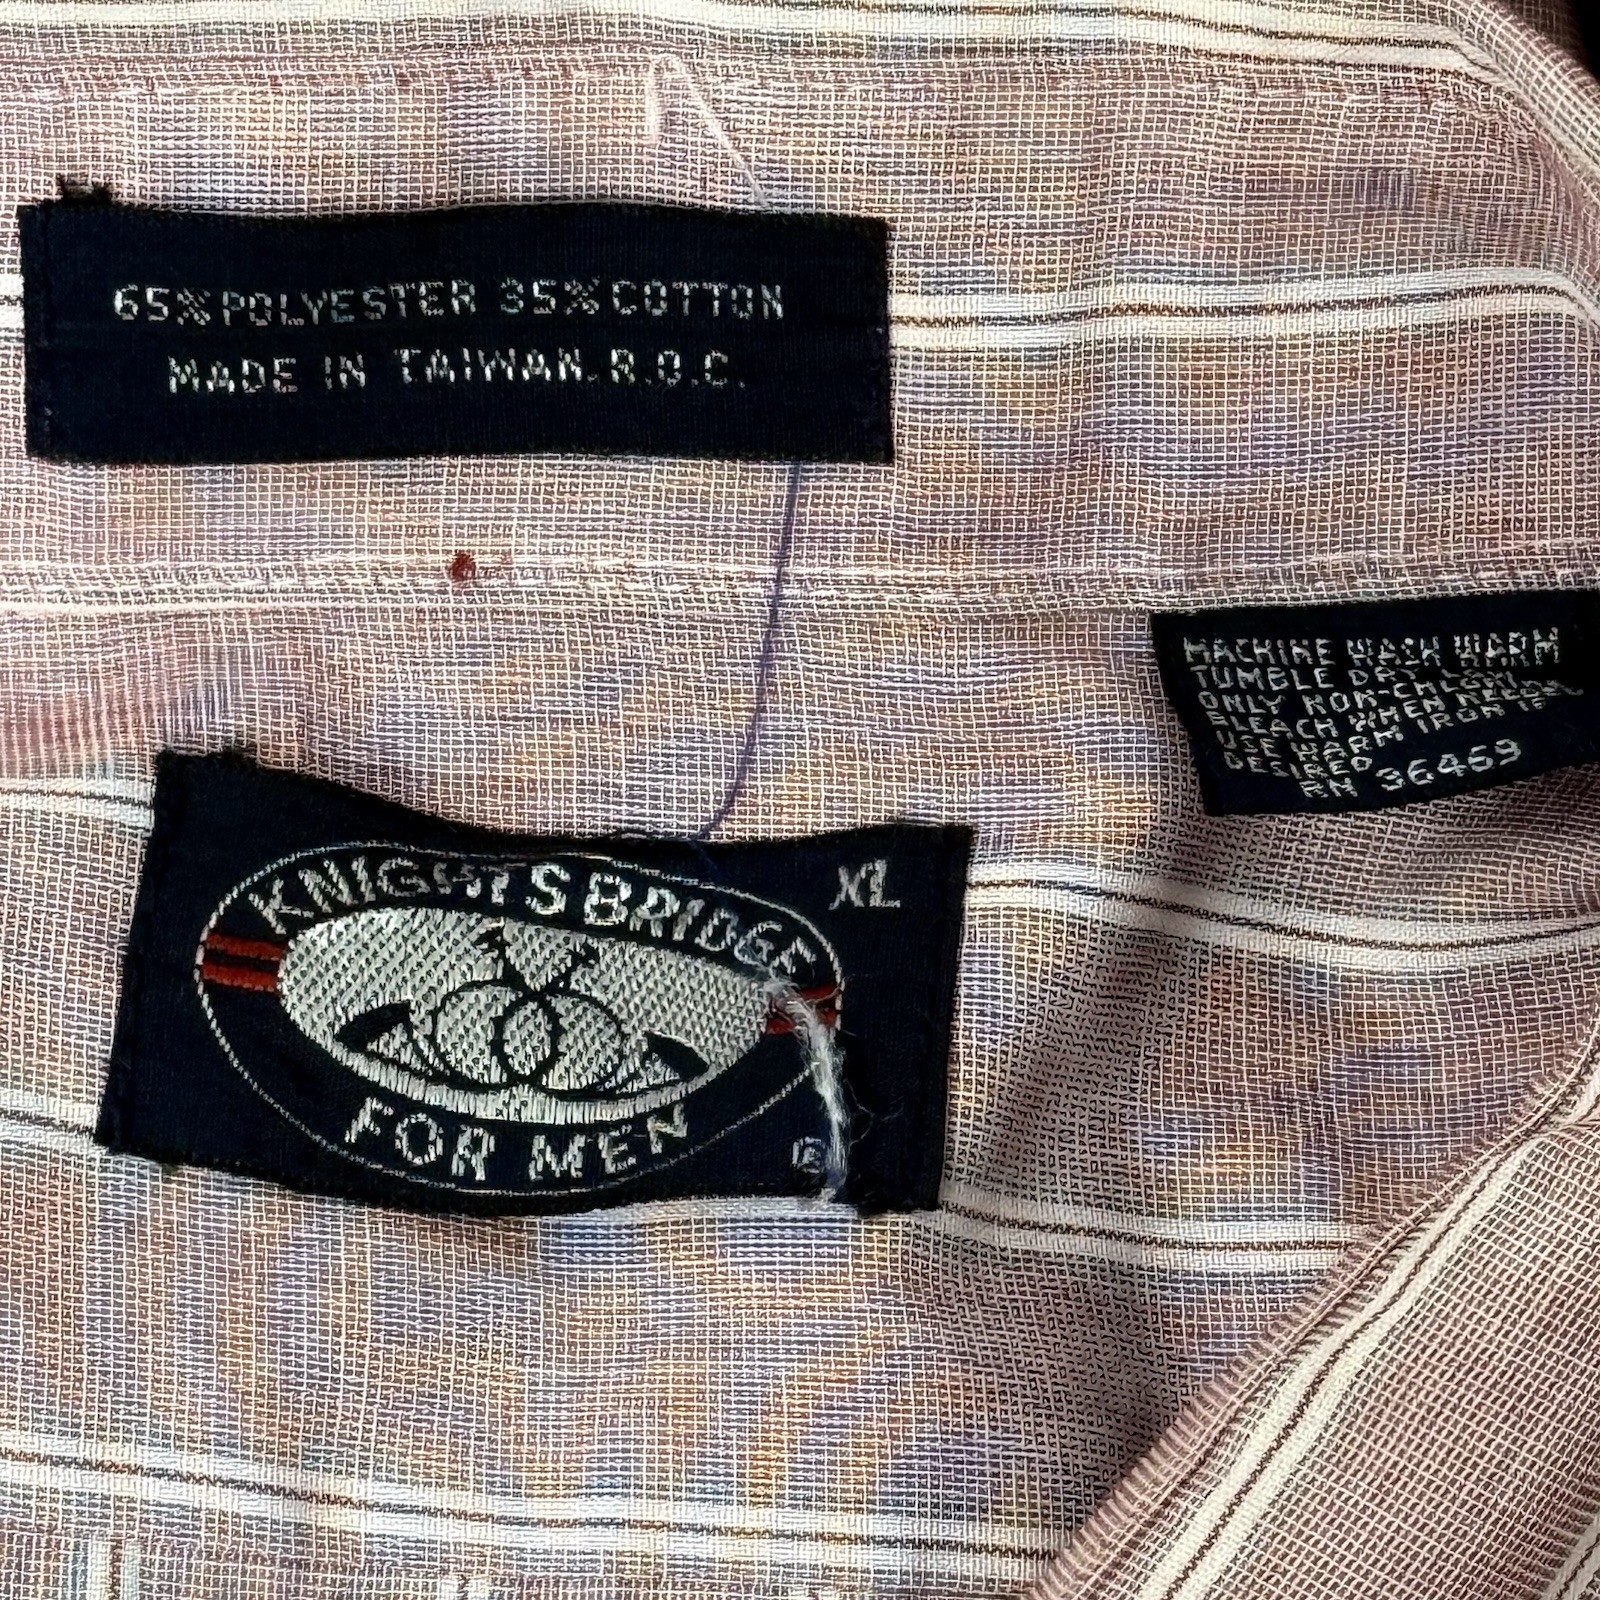 65% POLYESTER 35% COTTON
MADE IN TAIWAN. R.O.C.
MACHINE WASH WARM
TUMBLE DRY
ONLY NON-CHLORINE
BLEACH WHEN NEEDED
USE WARM IRON IF
DESIRED
RN 36469
KNIGHTSBRIDGE
XL
FOR MEN
®